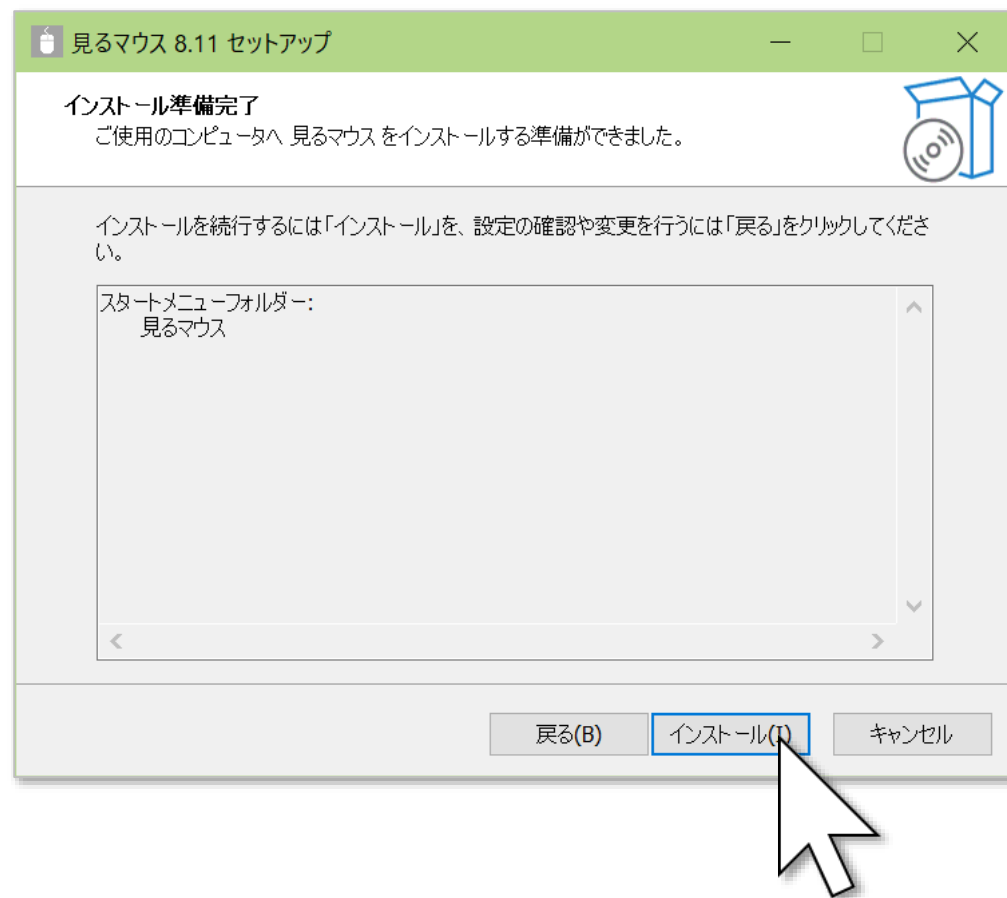 見るマウス 8.11 セットアップ
インストール準備完了
ご使用のコンピュータへ 見るマウス をインストールする準備ができました。
インストールを続行するには「インストール」を、設定の確認や変更を行うには「戻る」をクリックしてくださ
い。
スタートメニューフォルダー:
見るマウス
戻る(B)
インストール(I)
キャンセル